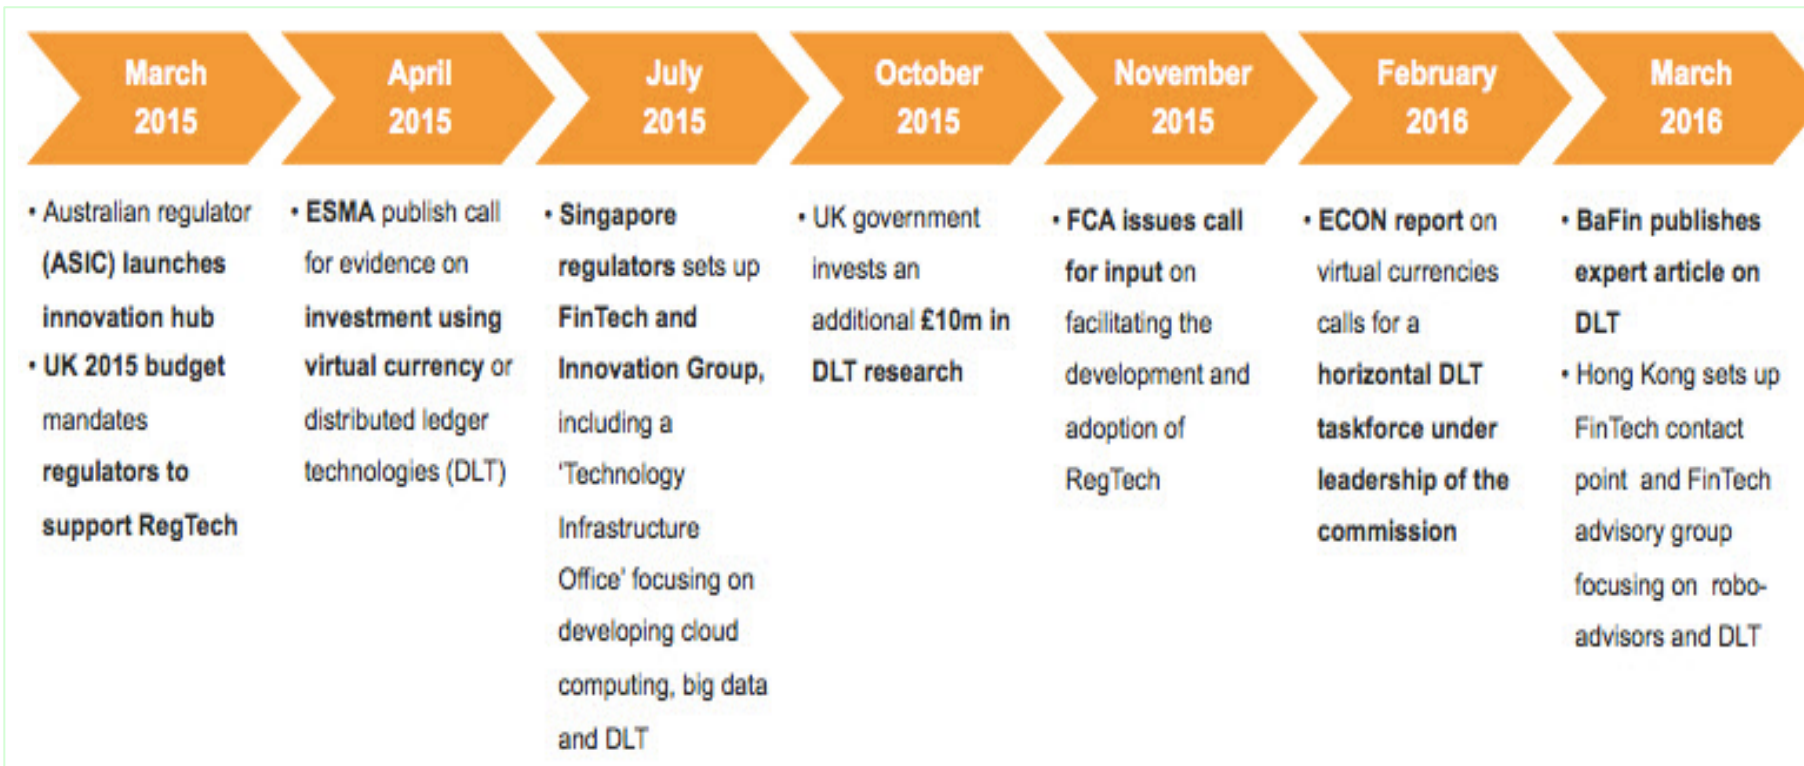 March
2015
April
2015
July
2015
October
2015
November
2015
February
2016
March
2016
• Australian regulator
(ASIC) launches
innovation hub
• UK 2015 budget
mandates
regulators to
support RegTech
• ESMA publish call
for evidence on
investment using
virtual currency or
distributed ledger
technologies (DLT)
• Singapore
regulators sets up
FinTech and
Innovation Group,
including a
'Technology
Infrastructure
Office' focusing on
developing cloud
computing, big data
and DLT
• UK government
invests an
additional £10m in
DLT research
• FCA issues call
for input on
facilitating the
development and
adoption of
RegTech
• ECON report on
virtual currencies
calls for a
horizontal DLT
taskforce under
leadership of the
commission
• BaFin publishes
expert article on
DLT
• Hong Kong sets up
FinTech contact
point and FinTech
advisory group
focusing on robo-
advisors and DLT